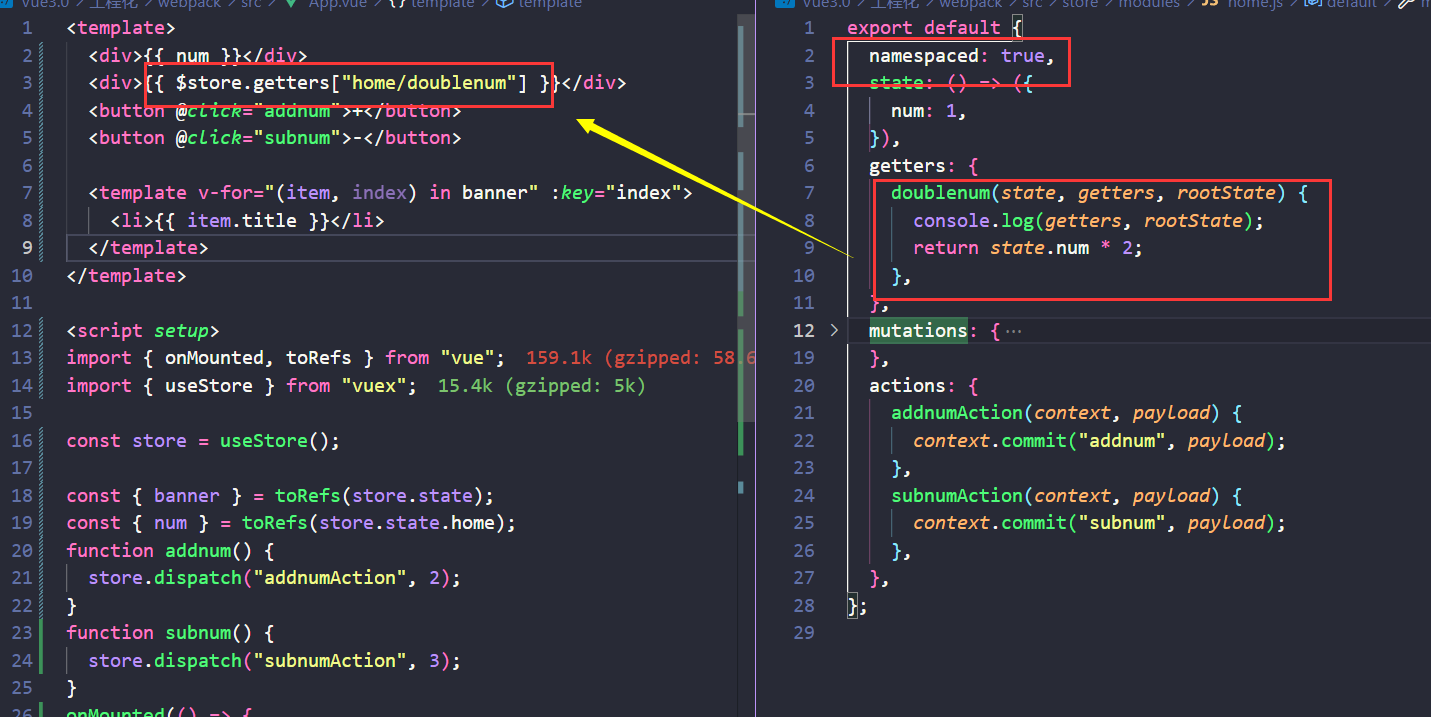 Vue3.0 > 工程化 > webpack > src > App.vue > {} template > template
1 <template>
2 <div>{{ num }}</div>
3 <div>{{ $store.getters["home/doublenum"] }}</div>
4 <button @click="addnum">+</button>
5 <button @click="subnum">-</button>
6
7 <template v-for="(item, index) in banner" :key="index">
8 <li>{{ item.title }}</li>
9 </template>
10 </template>
11
12 <script setup>
13 import { onMounted, toRefs } from "vue"; 159.1k (gzipped: 58.6
14 import { useStore } from "vuex"; 15.4k (gzipped: 5k)
15
16 const store = useStore();
17
18 const { banner } = toRefs(store.state);
19 const { num } = toRefs(store.state.home);
20 function addnum() {
21 store.dispatch("addnumAction", 2);
22 }
23 function subnum() {
24 store.dispatch("subnumAction", 3);
25 }
26 onMounted(() => {
Vue3.0 > 工程化 > webpack > src > store > modules > JS home.js > default >
1 export default {
2 namespaced: true,
3 state: () => ({
4 num: 1,
5 }),
6 getters: {
7 doublenum(state, getters, rootState) {
8 console.log(getters, rootState);
9 return state.num * 2;
10 },
11 },
12 mutations: { ···
19 },
20 actions: {
21 addnumAction(context, payload) {
22 context.commit("addnum", payload);
23 },
24 subnumAction(context, payload) {
25 context.commit("subnum", payload);
26 },
27 },
28 };
29